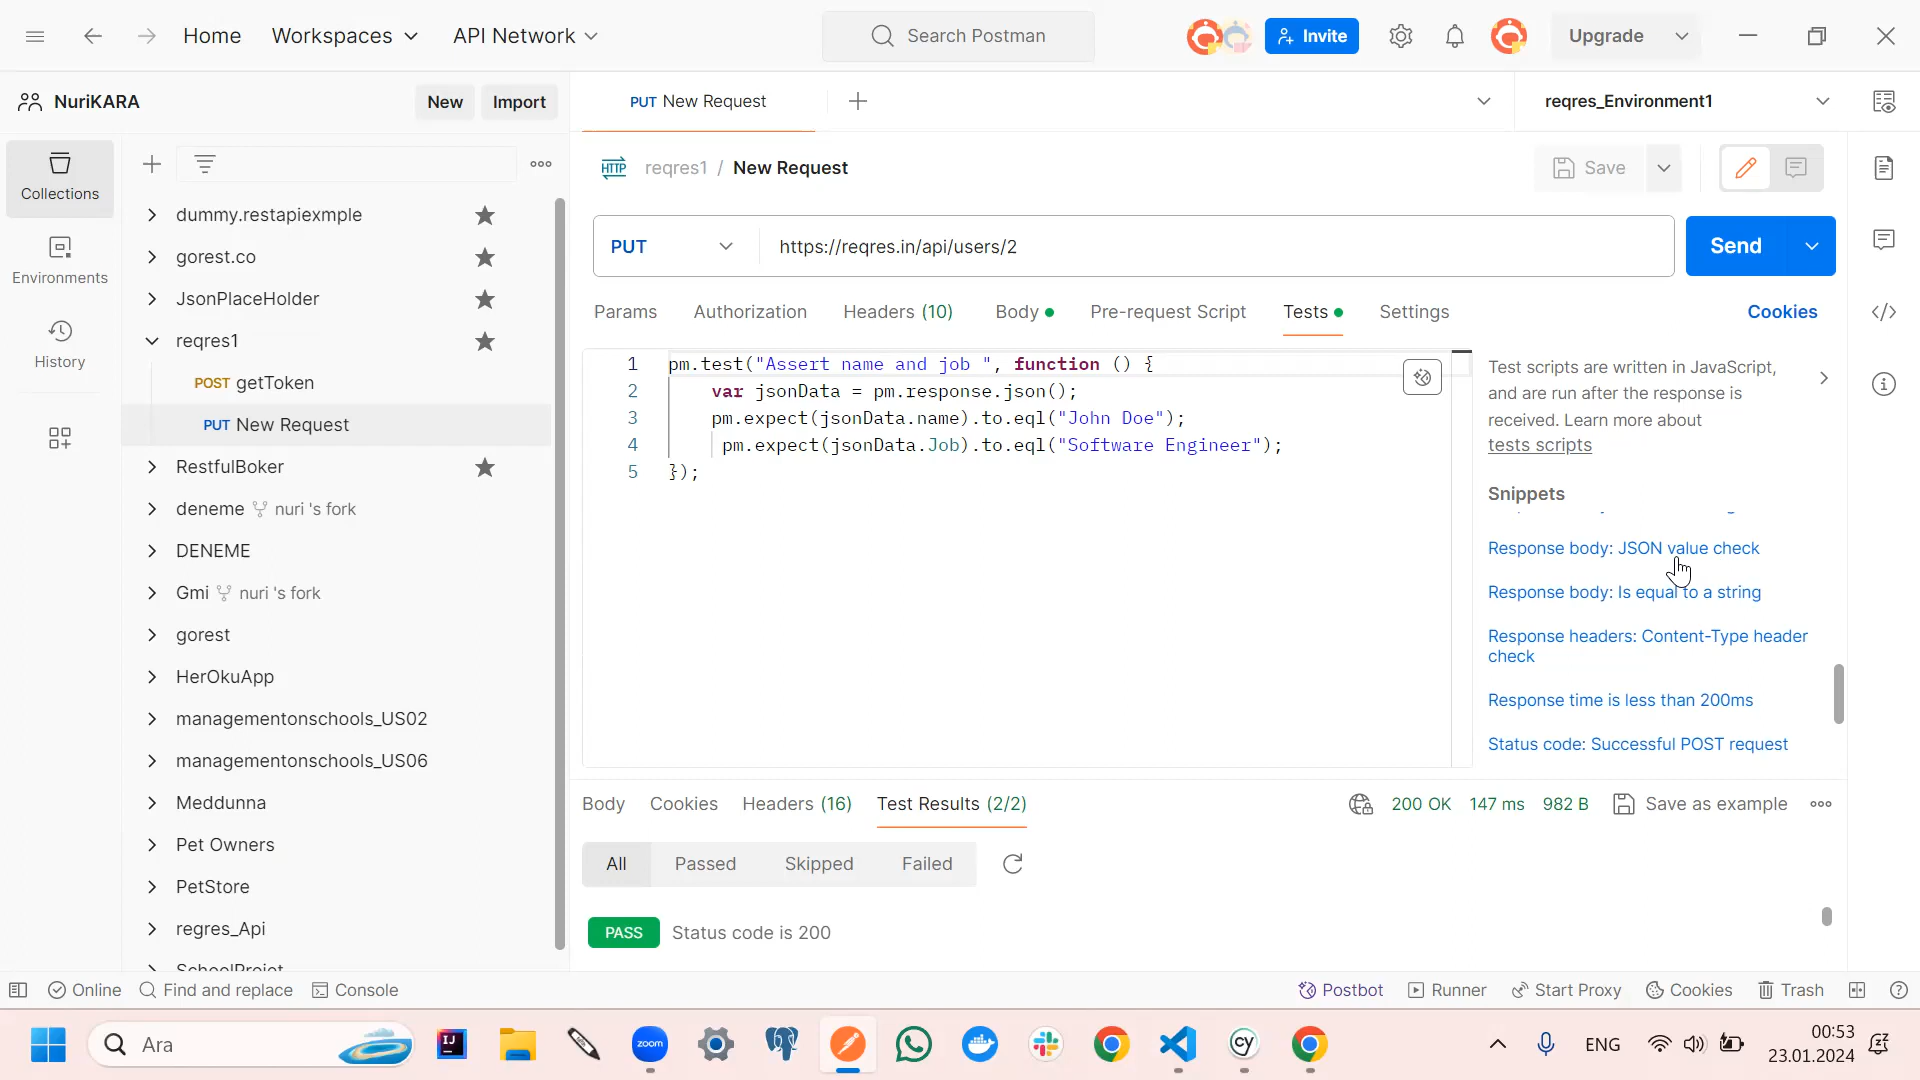 Home
Workspaces
API Network
Search Postman
Invite
Upgrade
NuriKARA
New
Import
PUT New Request
reqres_Environment1
Collections
Environments
History
dummy.restapiexmple
gorest.co
JsonPlaceHolder
reqres1
POST getToken
PUT New Request
RestfulBoker
deneme nuri 's fork
DENEME
Gmi nuri 's fork
gorest
HerOkuApp
managementonschools_US02
managementonschools_US06
Meddunna
Pet Owners
PetStore
regres_Api
SchoolProjet
HTTP reqres1 / New Request
Save
PUT
https://reqres.in/api/users/2
Send
Params
Authorization
Headers (10)
Body
Pre-request Script
Tests
Settings
Cookies
1 pm.test("Assert name and job ", function () {
2 var jsonData = pm.response.json();
3 pm.expect(jsonData.name).to.eql("John Doe");
4 pm.expect(jsonData.Job).to.eql("Software Engineer");
5 });
Test scripts are written in JavaScript,
and are run after the response is
received. Learn more about
tests scripts
Snippets
Response body: JSON value check
Response body: Is equal to a string
Response headers: Content-Type header
check
Response time is less than 200ms
Status code: Successful POST request
Body
Cookies
Headers (16)
Test Results (2/2)
200 OK
147 ms
982 B
Save as example
All
Passed
Skipped
Failed
PASS
Status code is 200
Online
Find and replace
Console
Postbot
Runner
Start Proxy
Cookies
Trash
Ara
IJ
zoom
cy
ENG
00:53
23.01.2024